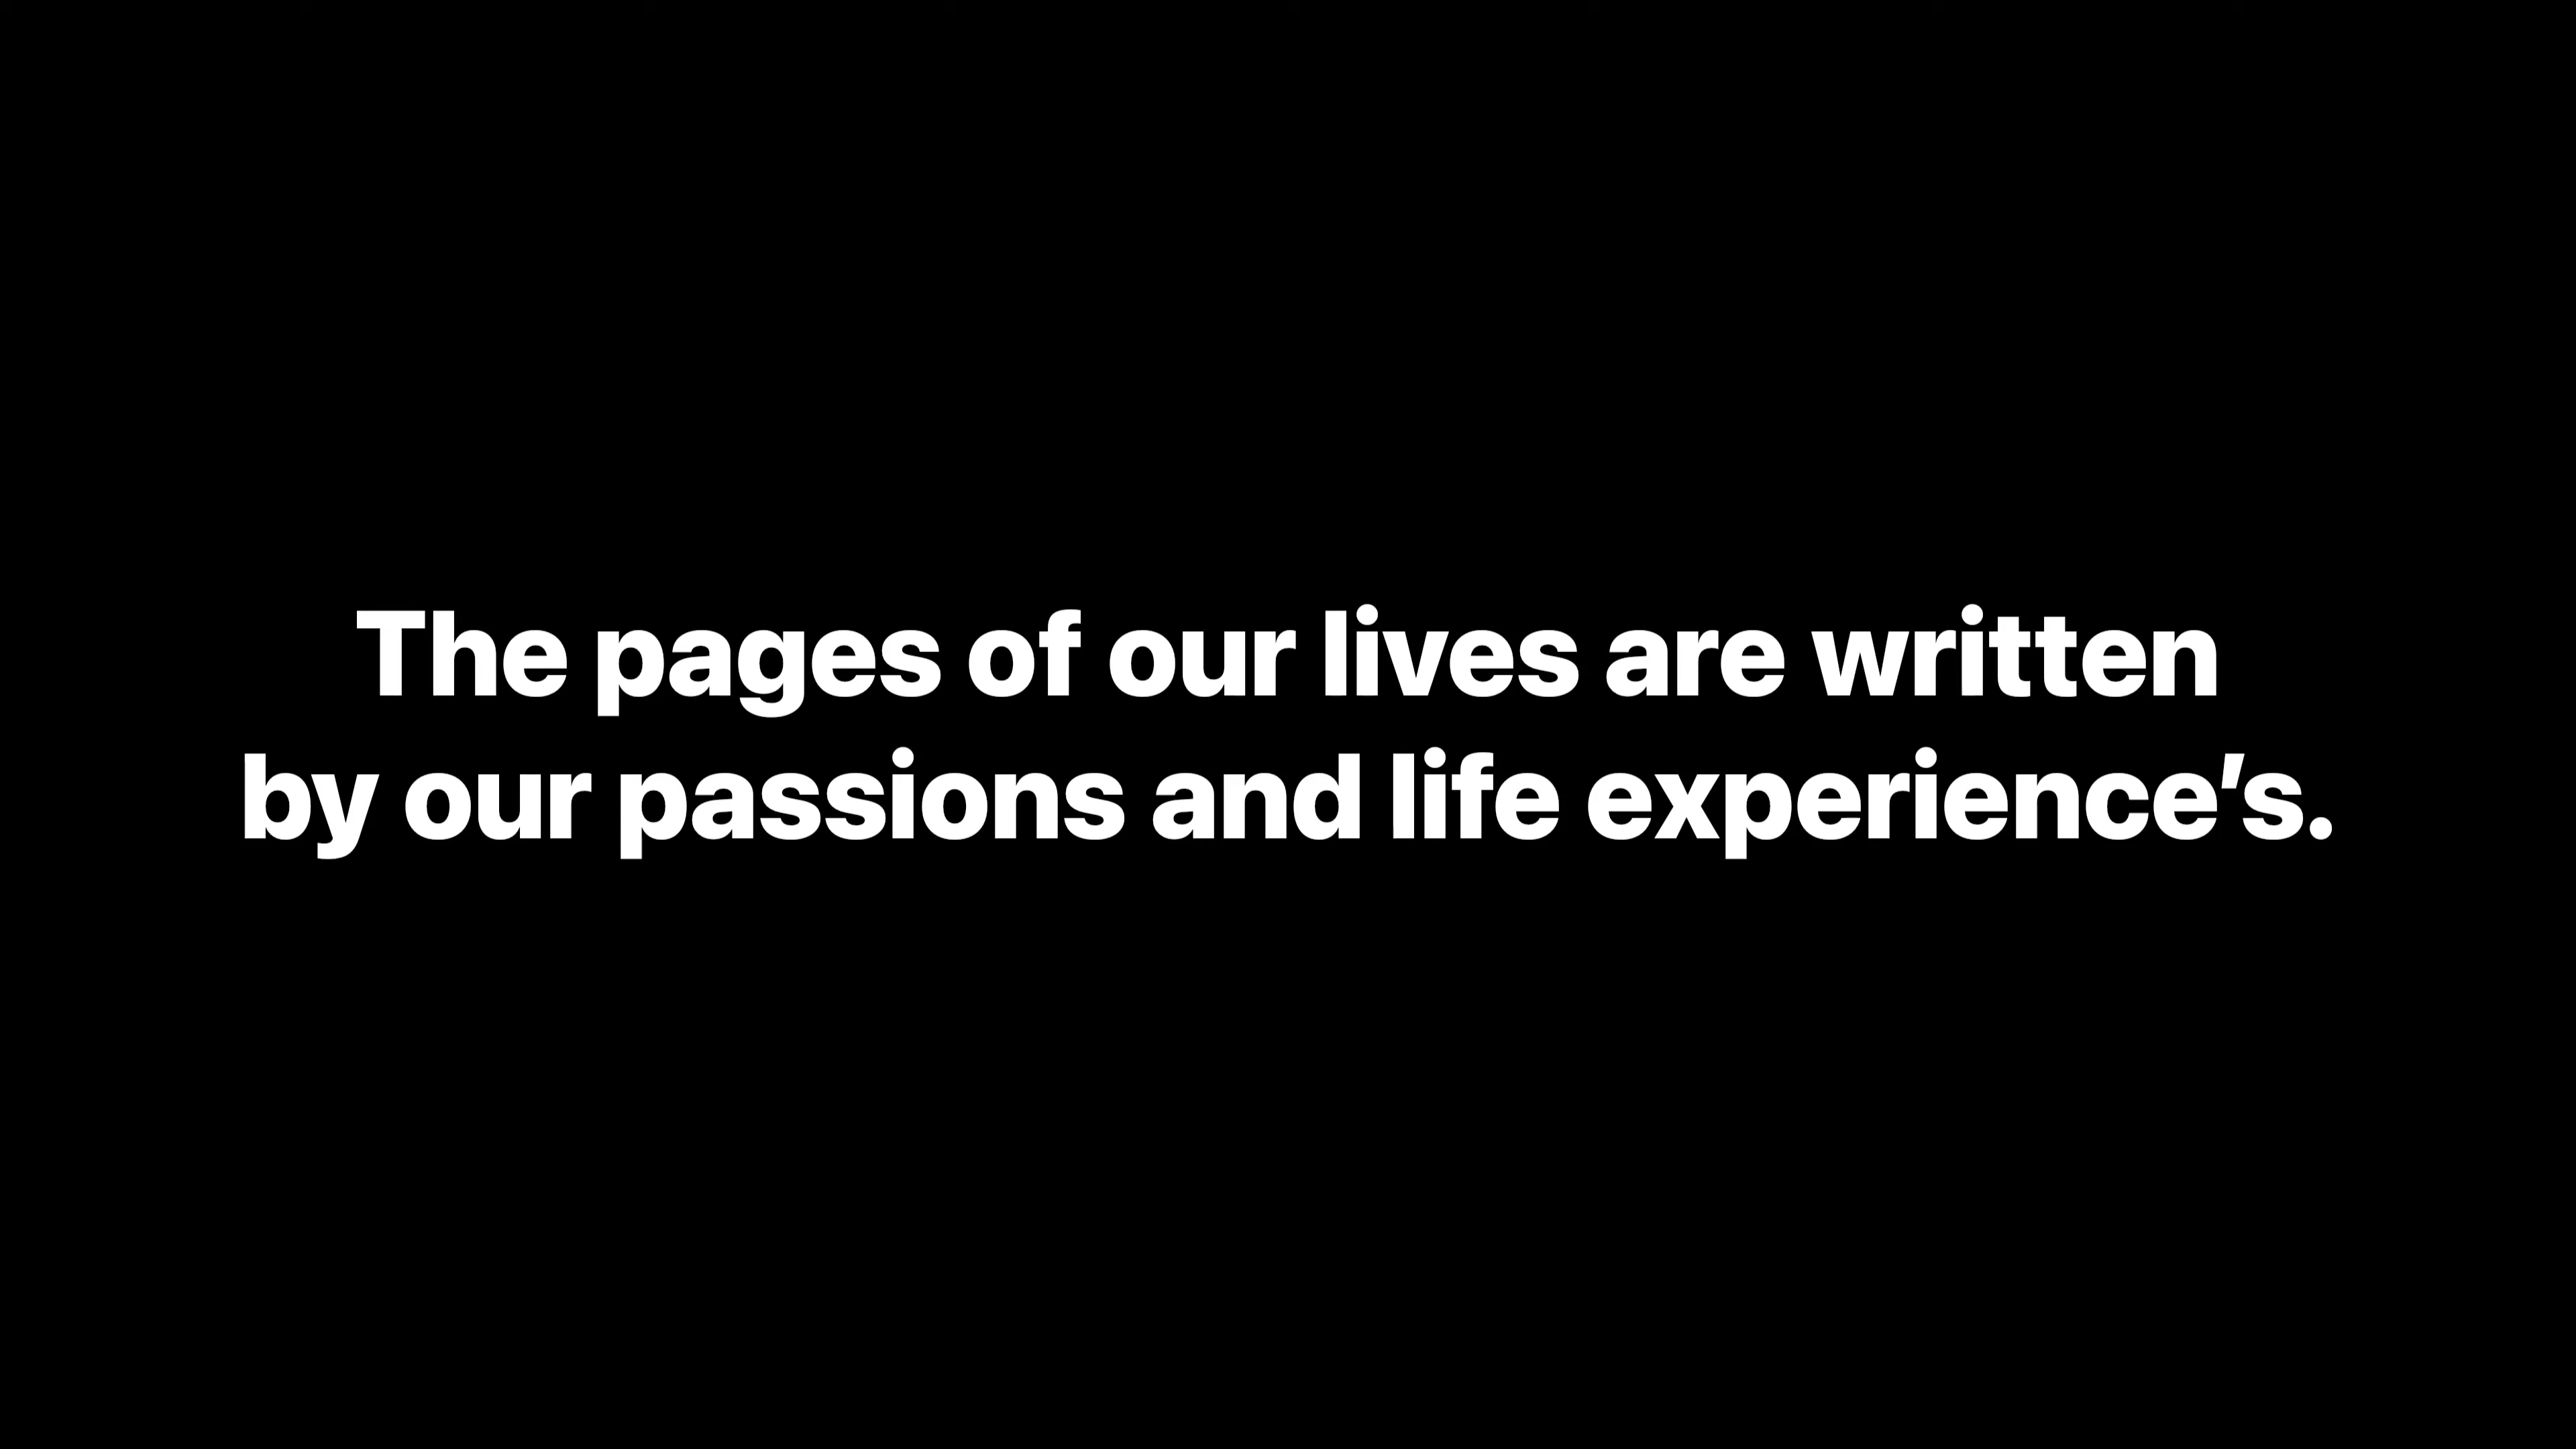 The pages of our lives are written
by our passions and life experience’s.